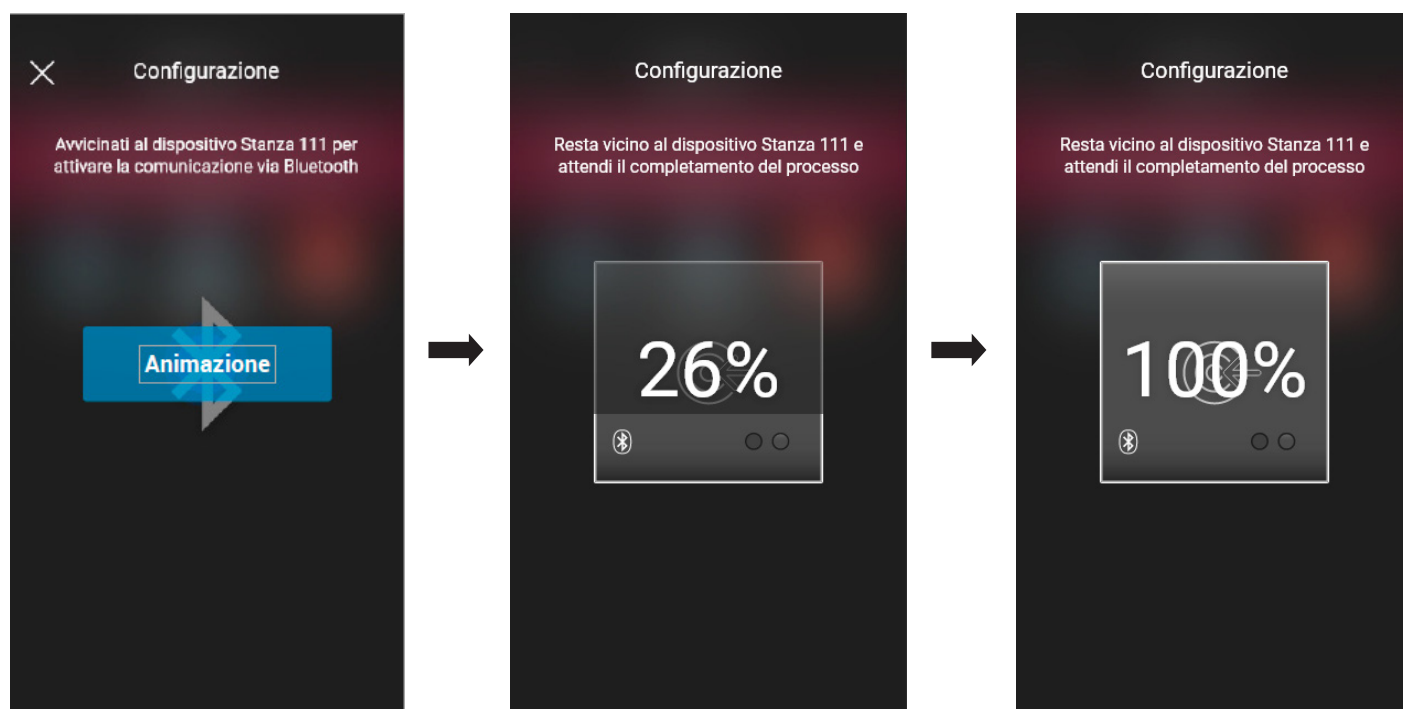 Configurazione
Avvicinati al dispositivo Stanza 111 per
attivare la comunicazione via Bluetooth
Animazione
Configurazione
Resta vicino al dispositivo Stanza 111 e
attendi il completamento del processo
26%
Configurazione
Resta vicino al dispositivo Stanza 111 e
attendi il completamento del processo
100%